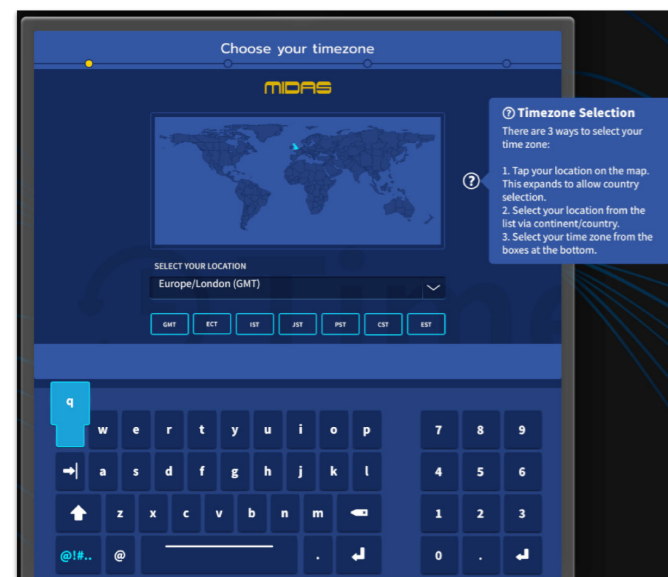 Choose your timezone
MIDAS
? Timezone Selection
There are 3 ways to select your
time zone:
1. Tap your location on the map.
This expands to allow country
selection.
2. Select your location from the
list via continent/country.
3. Select your time zone from the
boxes at the bottom.
?
SELECT YOUR LOCATION
Europe/London (GMT)
GMT ECT IST JST PST CST EST
Time
q w e r t y u i o p 7 8 9
a s d f g h j k l 4 5 6
z x c v b n m 1 2 3
@!#.. @ . 0 .